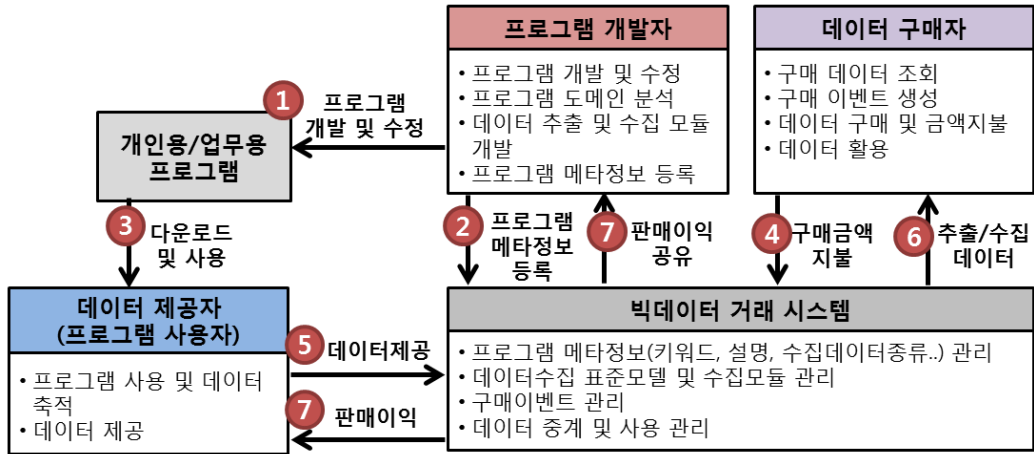 프로그램 개발자
• 프로그램 개발 및 수정
• 프로그램 도메인 분석
• 데이터 추출 및 수집 모듈
개발
• 프로그램 메타정보 등록
데이터 구매자
• 구매 데이터 조회
• 구매 이벤트 생성
• 데이터 구매 및 금액지불
• 데이터 활용
1
프로그램
개발 및 수정
개인용/업무용
프로그램
3
다운로드
및 사용
2
프로그램
메타정보
등록
7
판매이익
공유
4
구매금액
지불
6
추출/수집
데이터
데이터 제공자
(프로그램 사용자)
• 프로그램 사용 및 데이터
축적
• 데이터 제공
5
데이터제공
7
판매이익
빅데이터 거래 시스템
• 프로그램 메타정보(키워드, 설명, 수집데이터종류..) 관리
• 데이터수집 표준모델 및 수집모듈 관리
• 구매이벤트 관리
• 데이터 중계 및 사용 관리